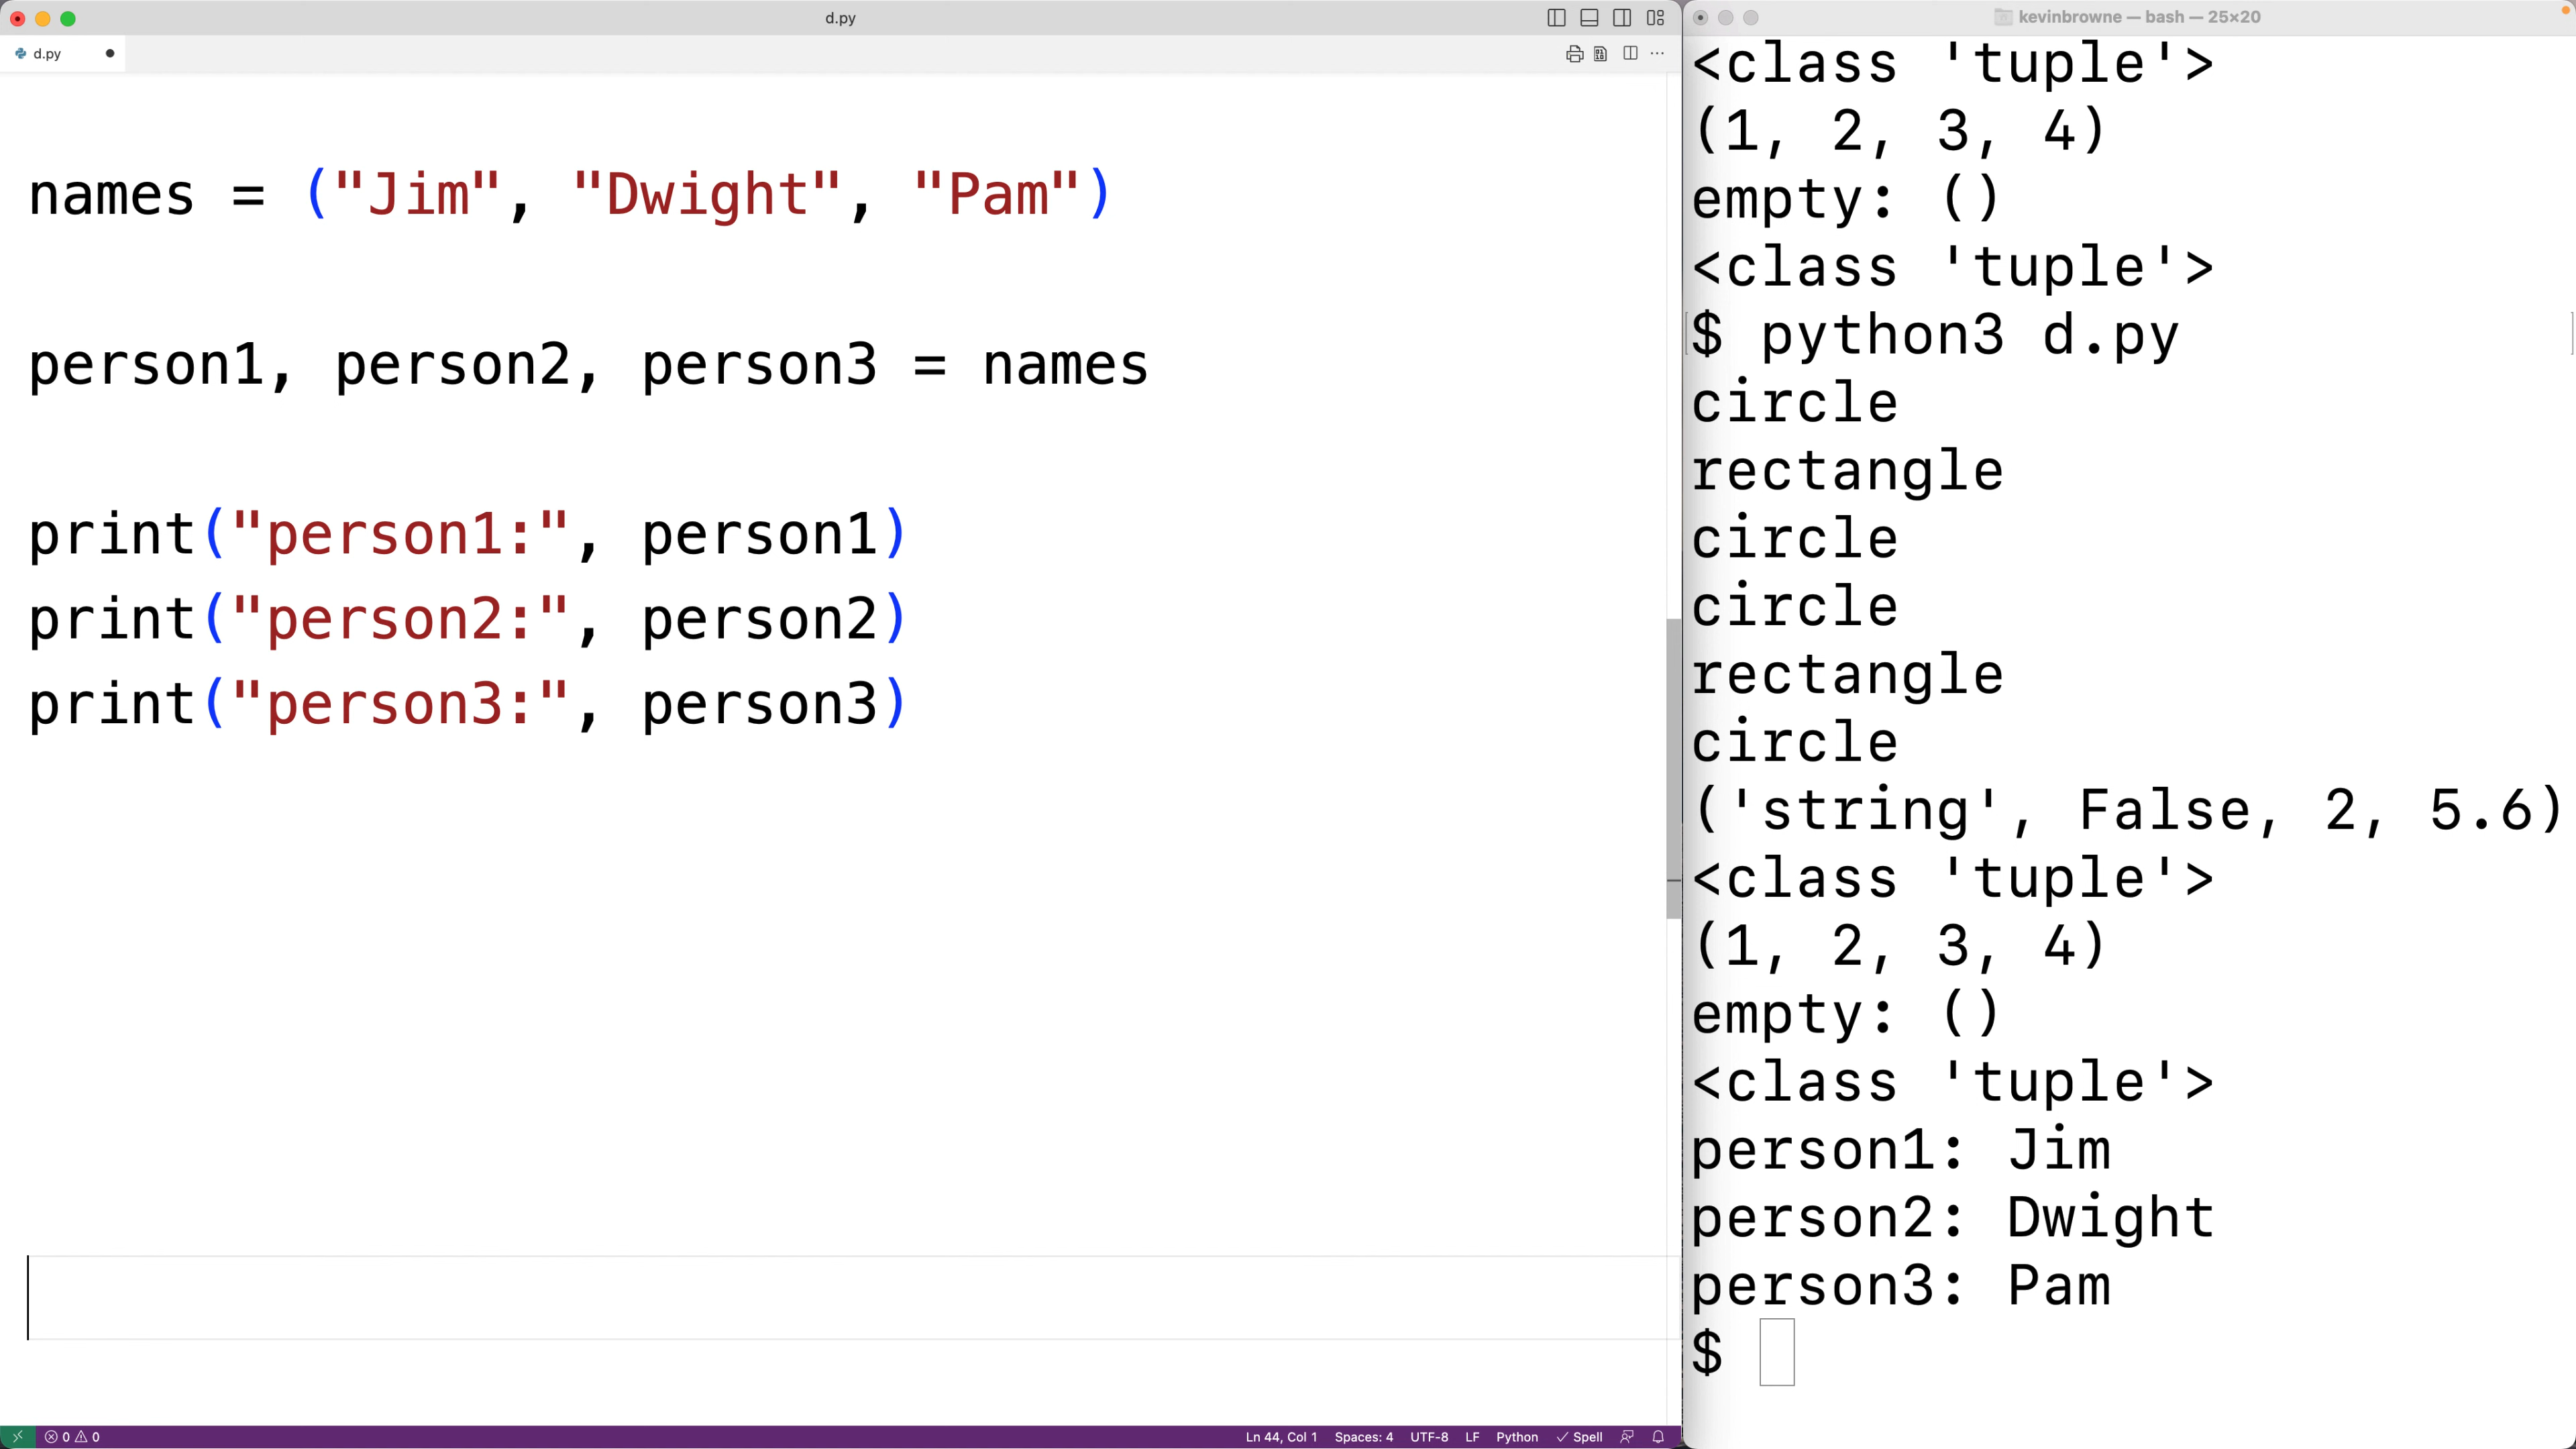 d.py
d.py
names = ("Jim", "Dwight", "Pam")
person1, person2, person3 = names
print("person1:", person1)
print("person2:", person2)
print("person3:", person3)
0 0
Ln 44, Col 1 Spaces: 4 UTF-8 LF Python Spell
kevinbrowne — bash — 25×20
<class 'tuple'>
(1, 2, 3, 4)
empty: ()
<class 'tuple'>
$ python3 d.py
circle
rectangle
circle
circle
rectangle
circle
('string', False, 2, 5.6)
<class 'tuple'>
(1, 2, 3, 4)
empty: ()
<class 'tuple'>
person1: Jim
person2: Dwight
person3: Pam
$